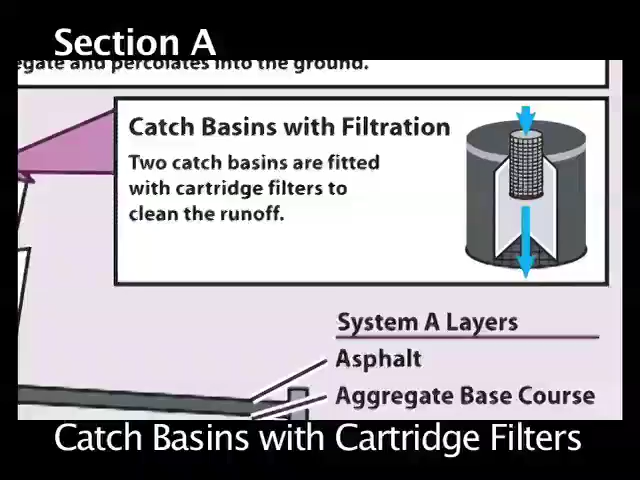 Section A
egate and percolates into the ground.
Catch Basins with Filtration
Two catch basins are fitted
with cartridge filters to
clean the runoff.
System A Layers
Asphalt
Aggregate Base Course
Catch Basins with Cartridge Filters